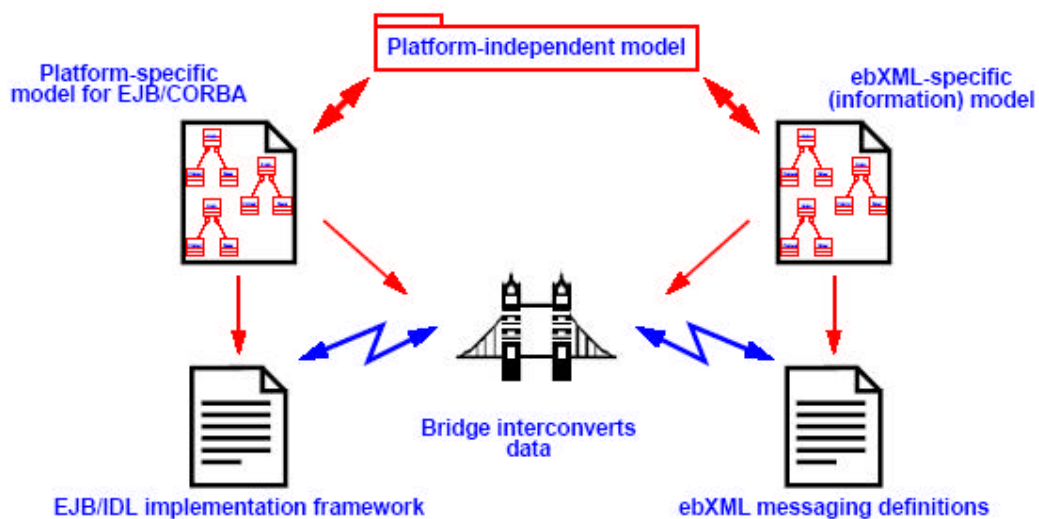 Platform-independent model
Platform-specific
model for EJB/CORBA
ebXML-specific
(information) model
Bridge interconverts
data
EJB/IDL implementation framework
ebXML messaging definitions